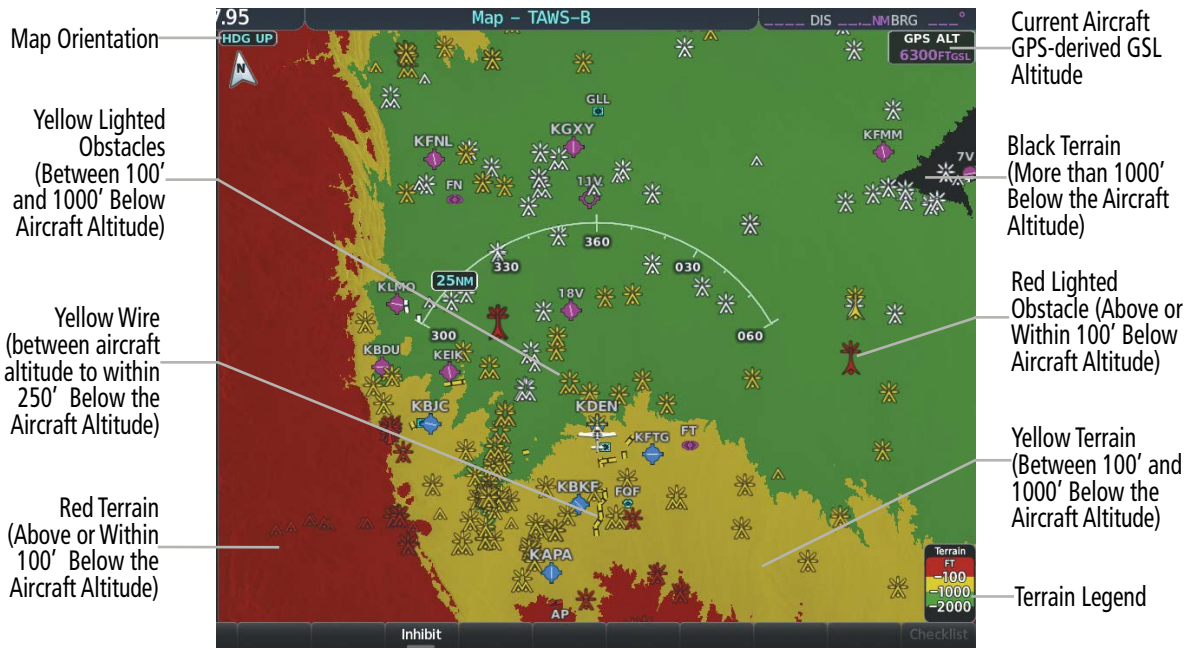 7.95
Map – TAWS-B
____ DIS __._NM BRG ___°
HDG UP
GPS ALT
6300FTGSL
N
GLL
KGXY
KFNL
KFMM
7V
FN
11V
360
330
030
25NM
KLMO
18V
300
060
KBDU
KEIK
KBJC
KDEN
KFTG
FT
KBKF
FQF
KAPA
AP
Terrain
FT
–100
–1000
–2000
Inhibit
Checklist
Map Orientation
Yellow Lighted
Obstacles
(Between 100’
and 1000’ Below
Aircraft Altitude)
Yellow Wire
(between aircraft
altitude to within
250’ Below the
Aircraft Altitude)
Red Terrain
(Above or Within
100’ Below the
Aircraft Altitude)
Current Aircraft
GPS-derived GSL
Altitude
Black Terrain
(More than 1000’
Below the Aircraft
Altitude)
Red Lighted
Obstacle (Above or
Within 100’ Below
Aircraft Altitude)
Yellow Terrain
(Between 100’ and
1000’ Below the
Aircraft Altitude)
Terrain Legend